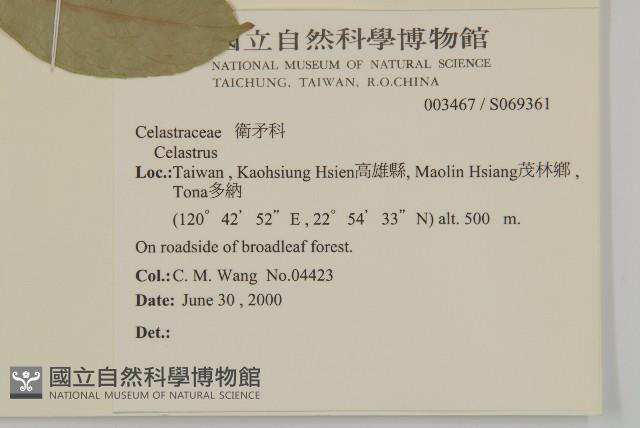 國立自然科學博物館
NATIONAL MUSEUM OF NATURAL SCIENCE
TAICHUNG, TAIWAN, R.O.CHINA
003467 / S069361
Celastraceae 衛矛科
Celastrus
Loc.:Taiwan , Kaohsiung Hsien高雄縣, Maolin Hsiang茂林鄉 ,
Tona多納
(120° 42’ 52” E , 22° 54’ 33” N) alt. 500 m.
On roadside of broadleaf forest.
Col.: C. M. Wang No.04423
Date: June 30 , 2000
Det.:
國立自然科學博物館
NATIONAL MUSEUM OF NATURAL SCIENCE